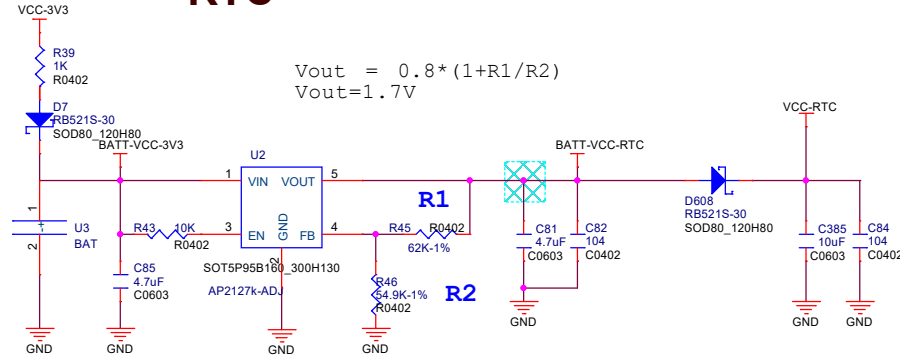 RTC
VCC-3V3
R39
1K
R0402
Vout = 0.8*(1+R1/R2)
Vout=1.7V
D7
RB521S-30
SOD80_120H80
BATT-VCC-3V3
U2
1 VIN VOUT 5
3 EN GND FB 4
2
BATT-VCC-RTC
VCC-RTC
D608
RB521S-30
SOD80_120H80
1
2
-+
U3
BAT
R43 10K
R0402
R1
R45 R0402
62K-1%
C81
4.7uF
C0603
C82
104
C0402
C385
10uF
C0603
C84
104
C0402
C85
4.7uF
C0603
SOT5P95B160_300H130
AP2127k-ADJ
R46
54.9K-1%
R0402
R2
GND
GND
GND
GND
GND
GND
GND